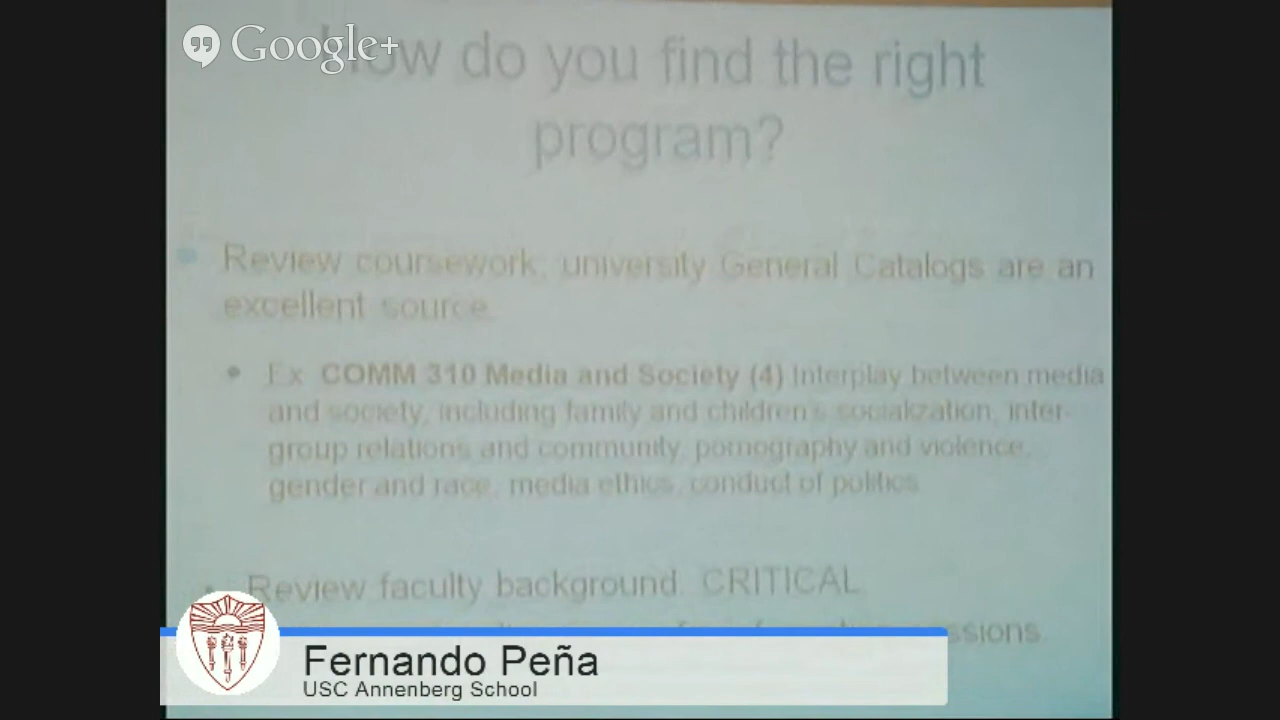 Google+
How do you find the right
program?
Review coursework; university General Catalogs are an
excellent source.
Ex. COMM 310 Media and Society (4) Interplay between media
and society, including family and children's socialization, inter-
group relations and community, pornography and violence,
gender and race, media ethics, conduct of politics.
Review faculty background. CRITICAL
Fernando Peña
USC Annenberg School